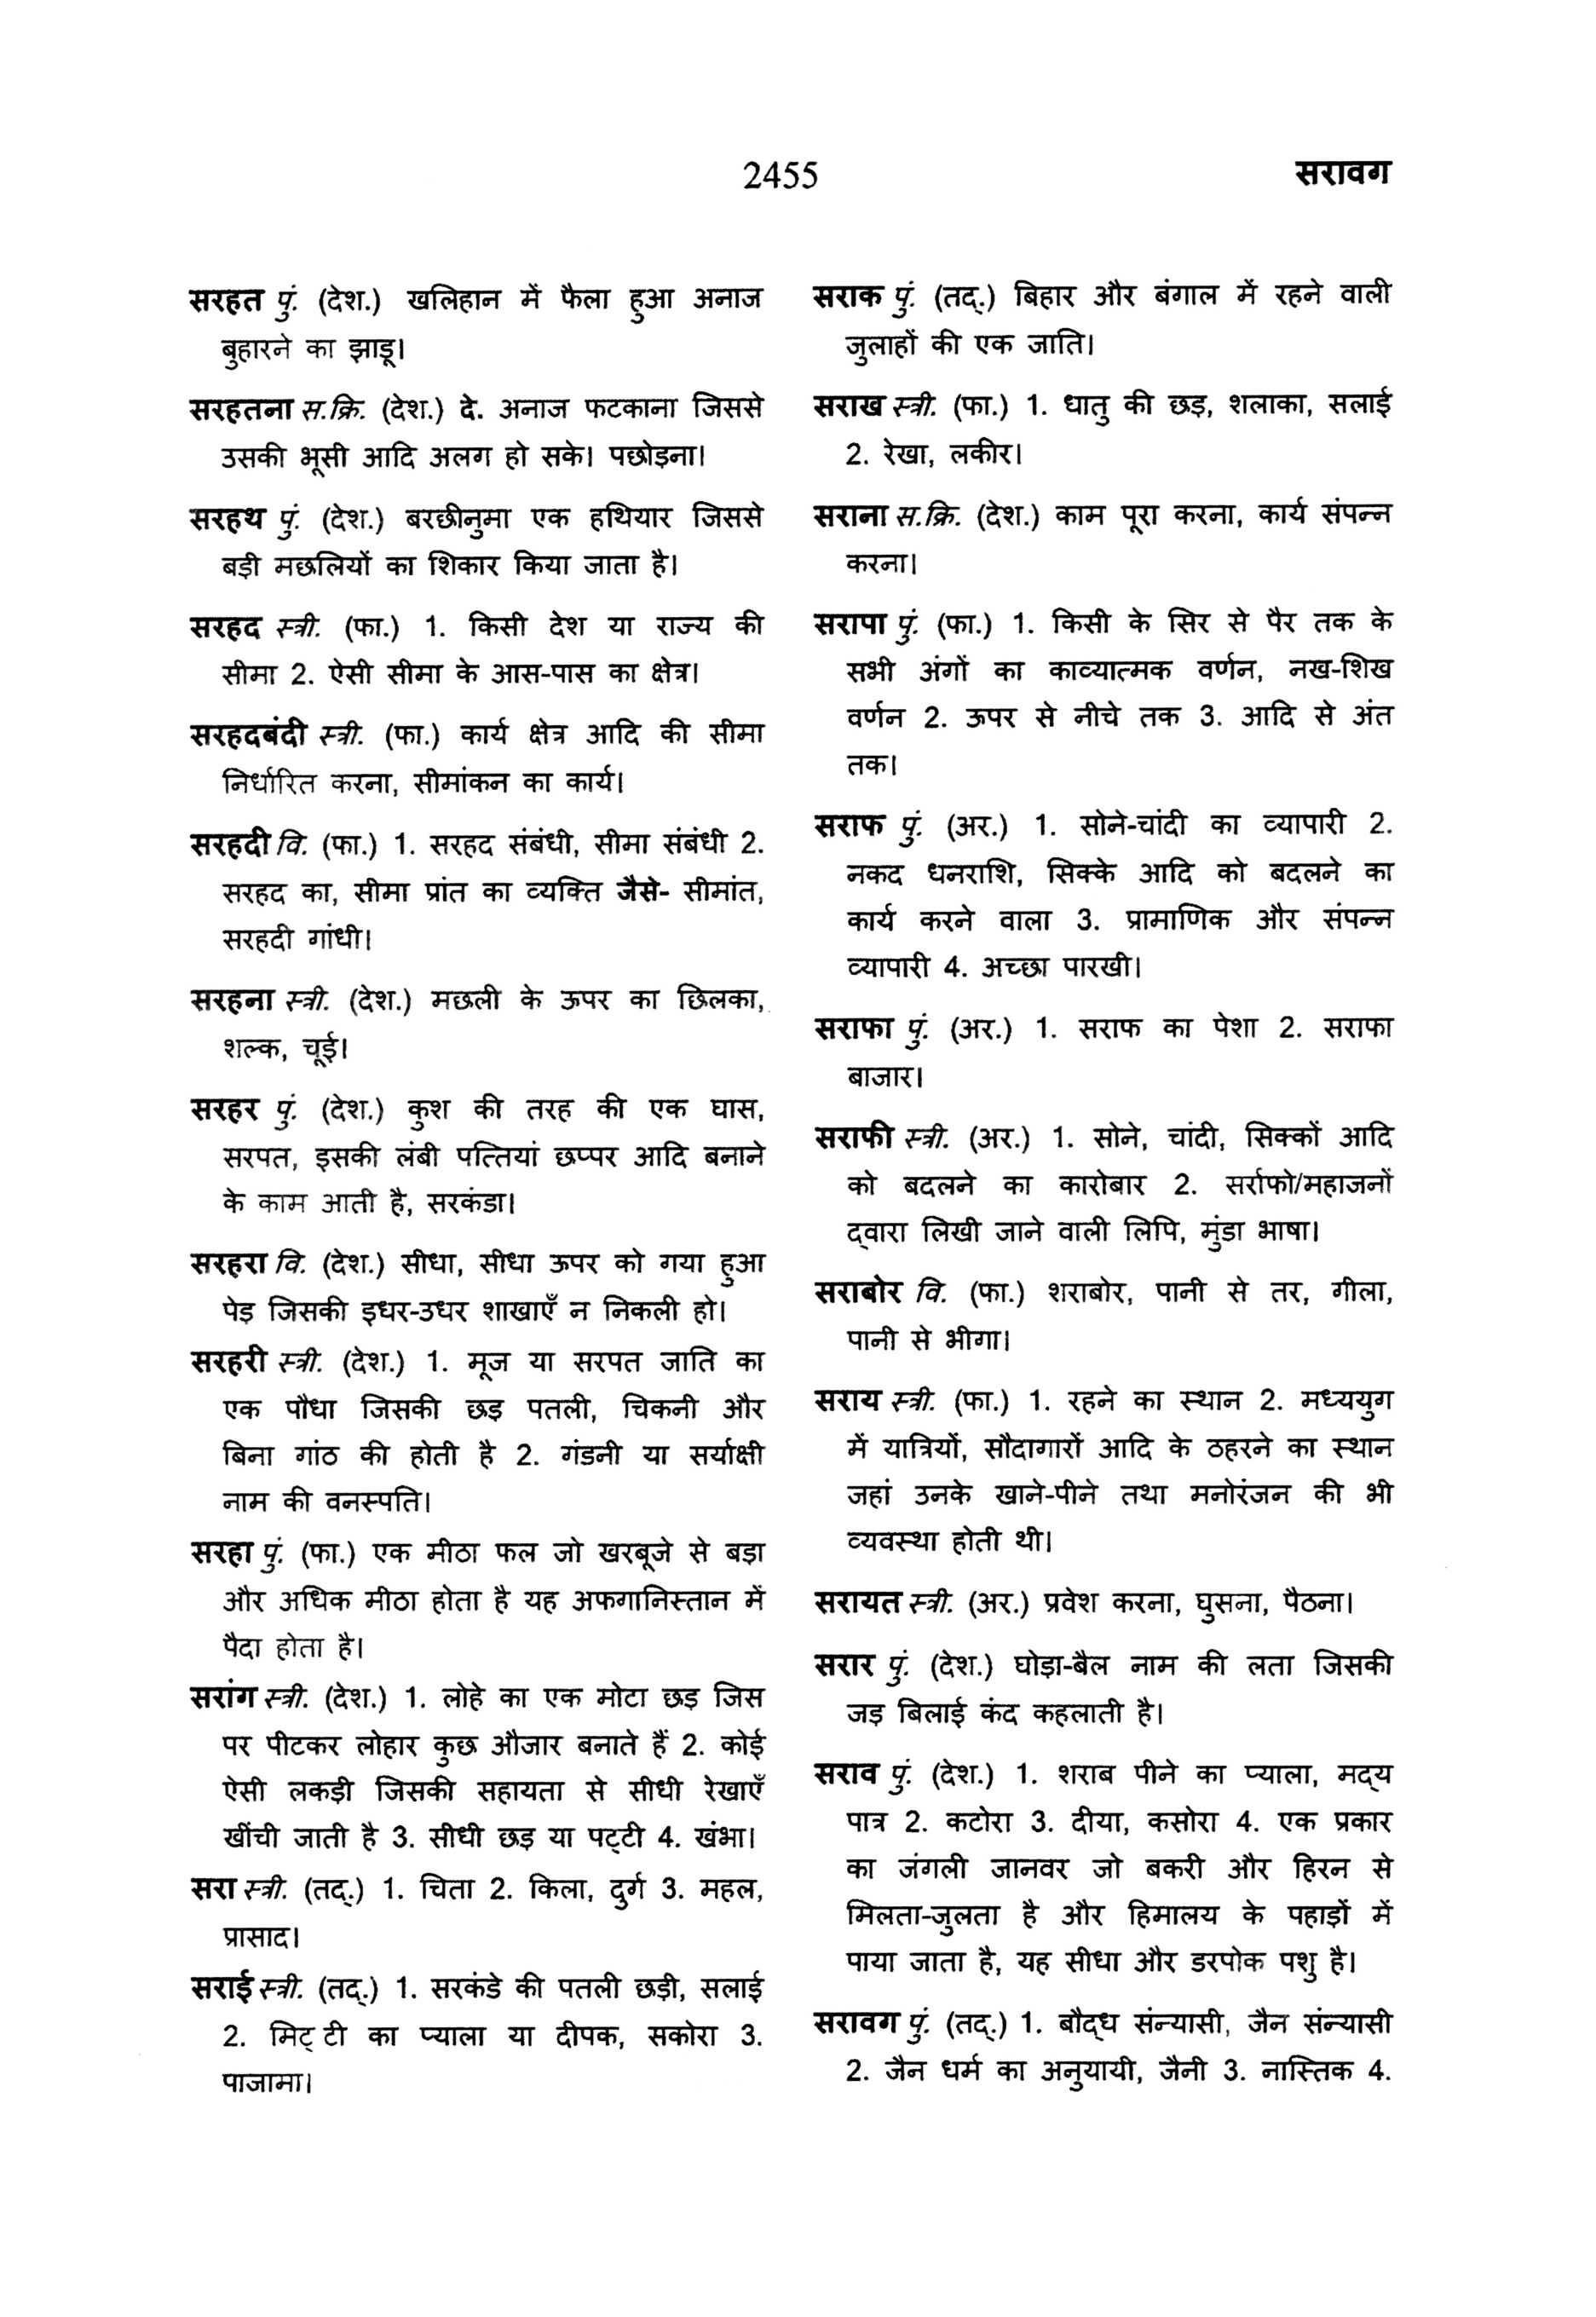 2455
सरावग
सरहत पुं. (देश.) खलिहान में फैला हुआ अनाज
बुहारने का झाडू।
सरहतना स.क्रि. (देश.) दे. अनाज फटकाना जिससे
उसकी भूसी आदि अलग हो सके। पछोड़ना।
सरहथ पुं. (देश.) बरछीनुमा एक हथियार जिससे
बड़ी मछलियों का शिकार किया जाता है।
सरहद स्त्री. (फा.) 1. किसी देश या राज्य की
सीमा 2. ऐसी सीमा के आस-पास का क्षेत्र।
सरहदबंदी स्त्री. (फा.) कार्य क्षेत्र आदि की सीमा
निर्धारित करना, सीमांकन का कार्य।
सरहदी वि. (फा.) 1. सरहद संबंधी, सीमा संबंधी 2.
सरहद का, सीमा प्रांत का व्यक्ति जैसे- सीमांत,
सरहदी गांधी।
सरहना स्त्री. (देश.) मछली के ऊपर का छिलका,
शल्क, चूई।
सरहर पुं. (देश.) कुश की तरह की एक घास,
सरपत, इसकी लंबी पत्तियां छप्पर आदि बनाने
के काम आती है, सरकंडा।
सरहरा वि. (देश.) सीधा, सीधा ऊपर को गया हुआ
पेड़ जिसकी इधर-उधर शाखाएँ न निकली हो।
सरहरी स्त्री. (देश.) 1. मूज या सरपत जाति का
एक पौधा जिसकी छड़ पतली, चिकनी और
बिना गांठ की होती है 2. गंडनी या सर्याक्षी
नाम की वनस्पति।
सरहा पुं. (फा.) एक मीठा फल जो खरबूजे से बड़ा
और अधिक मीठा होता है यह अफगानिस्तान में
पैदा होता है।
सरांग स्त्री. (देश.) 1. लोहे का एक मोटा छड़ जिस
पर पीटकर लोहार कुछ औजार बनाते हैं 2. कोई
ऐसी लकड़ी जिसकी सहायता से सीधी रेखाएँ
खींची जाती है 3. सीधी छड़ या पट्टी 4. खंभा।
सरा स्त्री. (तद्.) 1. चिता 2. किला, दुर्ग 3. महल,
प्रासाद।
सराई स्त्री. (तद्.) 1. सरकंडे की पतली छड़ी, सलाई
2. मिट्टी का प्याला या दीपक, सकोरा 3.
पाजामा।
सराक पुं. (तद्.) बिहार और बंगाल में रहने वाली
जुलाहों की एक जाति।
सराख स्त्री. (फा.) 1. धातु की छड़, शलाका, सलाई
2. रेखा, लकीर।
सराना स.क्रि. (देश.) काम पूरा करना, कार्य संपन्न
करना।
सरापा पुं. (फा.) 1. किसी के सिर से पैर तक के
सभी अंगों का काव्यात्मक वर्णन, नख-शिख
वर्णन 2. ऊपर से नीचे तक 3. आदि से अंत
तक।
सराफ पुं. (अर.) 1. सोने-चांदी का व्यापारी 2.
नकद धनराशि, सिक्के आदि को बदलने का
कार्य करने वाला 3. प्रामाणिक और संपन्न
व्यापारी 4. अच्छा पारखी।
सराफा पुं. (अर.) 1. सराफ का पेशा 2. सराफा
बाजार।
सराफी स्त्री. (अर.) 1. सोने, चांदी, सिक्कों आदि
को बदलने का कारोबार 2. सर्राफो/महाजनों
द्वारा लिखी जाने वाली लिपि, मुंडा भाषा।
सराबोर वि. (फा.) शराबोर, पानी से तर, गीला,
पानी से भीगा।
सराय स्त्री. (फा.) 1. रहने का स्थान 2. मध्ययुग
में यात्रियों, सौदागारों आदि के ठहरने का स्थान
जहां उनके खाने-पीने तथा मनोरंजन की भी
व्यवस्था होती थी।
सरायत स्त्री. (अर.) प्रवेश करना, घुसना, पैठना।
सरार पुं. (देश.) घोड़ा-बैल नाम की लता जिसकी
जड़ बिलाई कंद कहलाती है।
सराव पुं. (देश.) 1. शराब पीने का प्याला, मद्य
पात्र 2. कटोरा 3. दीया, कसोरा 4. एक प्रकार
का जंगली जानवर जो बकरी और हिरन से
मिलता-जुलता है और हिमालय के पहाड़ों में
पाया जाता है, यह सीधा और डरपोक पशु है।
सरावग पुं. (तद्.) 1. बौद्ध संन्यासी, जैन संन्यासी
2. जैन धर्म का अनुयायी, जैनी 3. नास्तिक 4.